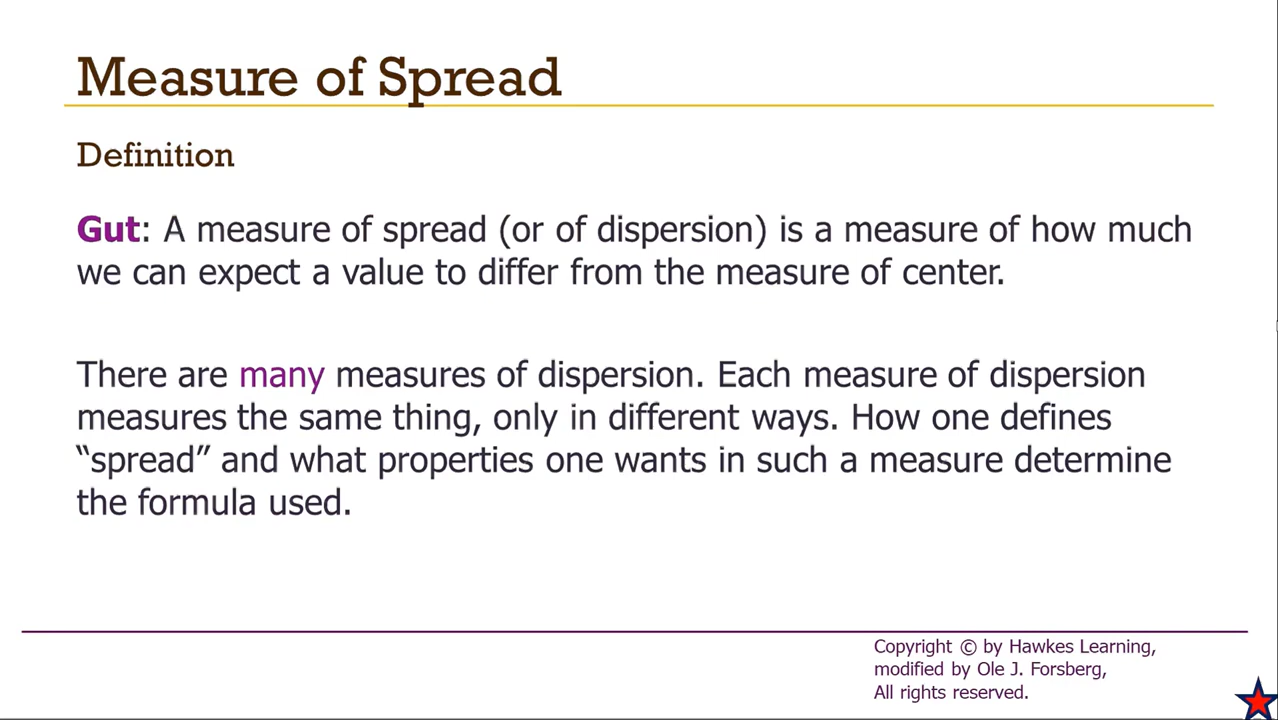 Measure of Spread
Definition
Gut: A measure of spread (or of dispersion) is a measure of how much
we can expect a value to differ from the measure of center.
There are many measures of dispersion. Each measure of dispersion
measures the same thing, only in different ways. How one defines
“spread” and what properties one wants in such a measure determine
the formula used.
Copyright © by Hawkes Learning,
modified by Ole J. Forsberg,
All rights reserved.